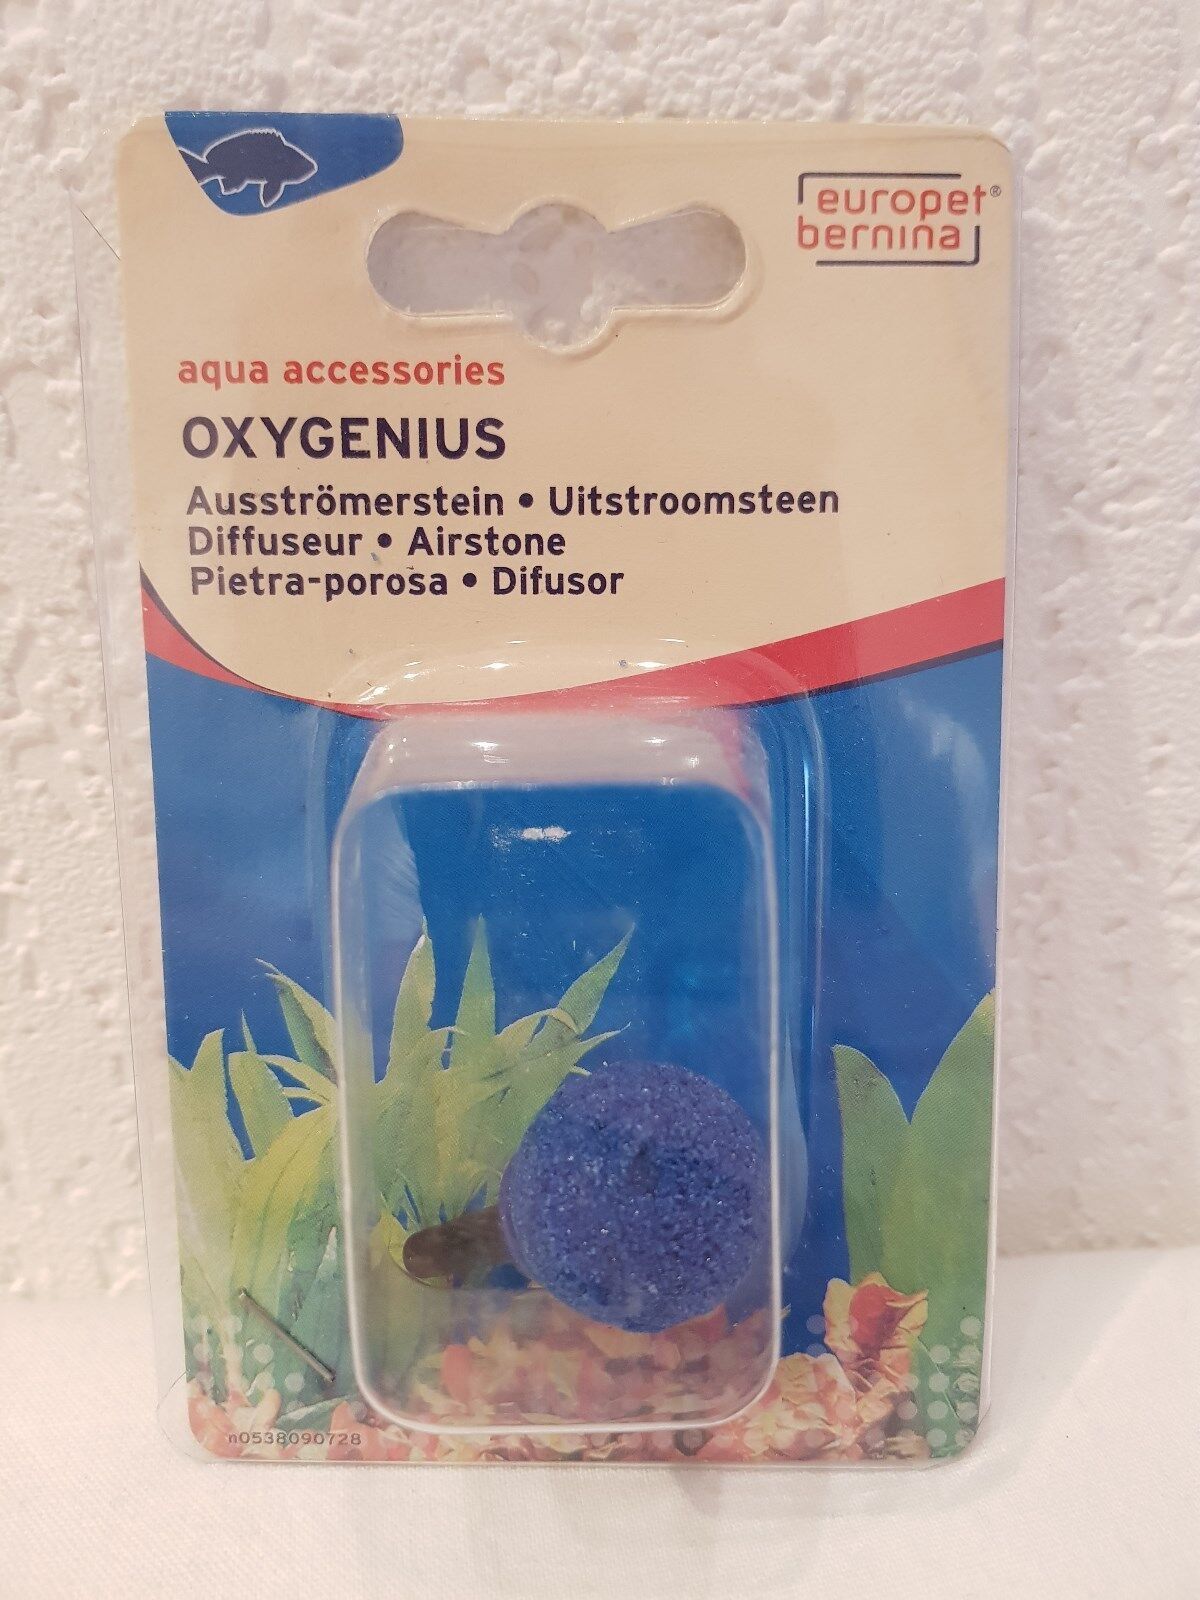 europet®
bernina
aqua accessories
OXYGENIUS
Ausströmerstein • Uitstroomsteen
Diffuseur • Airstone
Pietra-porosa • Difusor
n0538090728